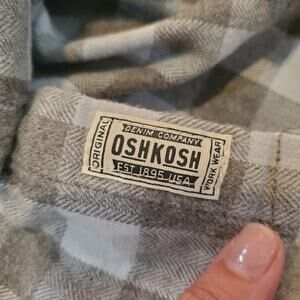 ORIGINAL
DENIM COMPANY
OSHKOSH
EST. 1895 USA
WORK WEAR